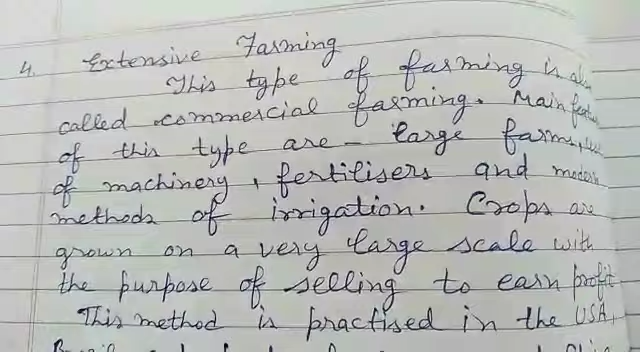 4. Extensive Farming
This type of farming is also
called commercial farming. Main features
of this type are - large farms, use
of machinery, fertilisers and modern
methods of irrigation. Crops are
grown on a very large scale with
the purpose of selling to earn profit
This method is practised in the USA,